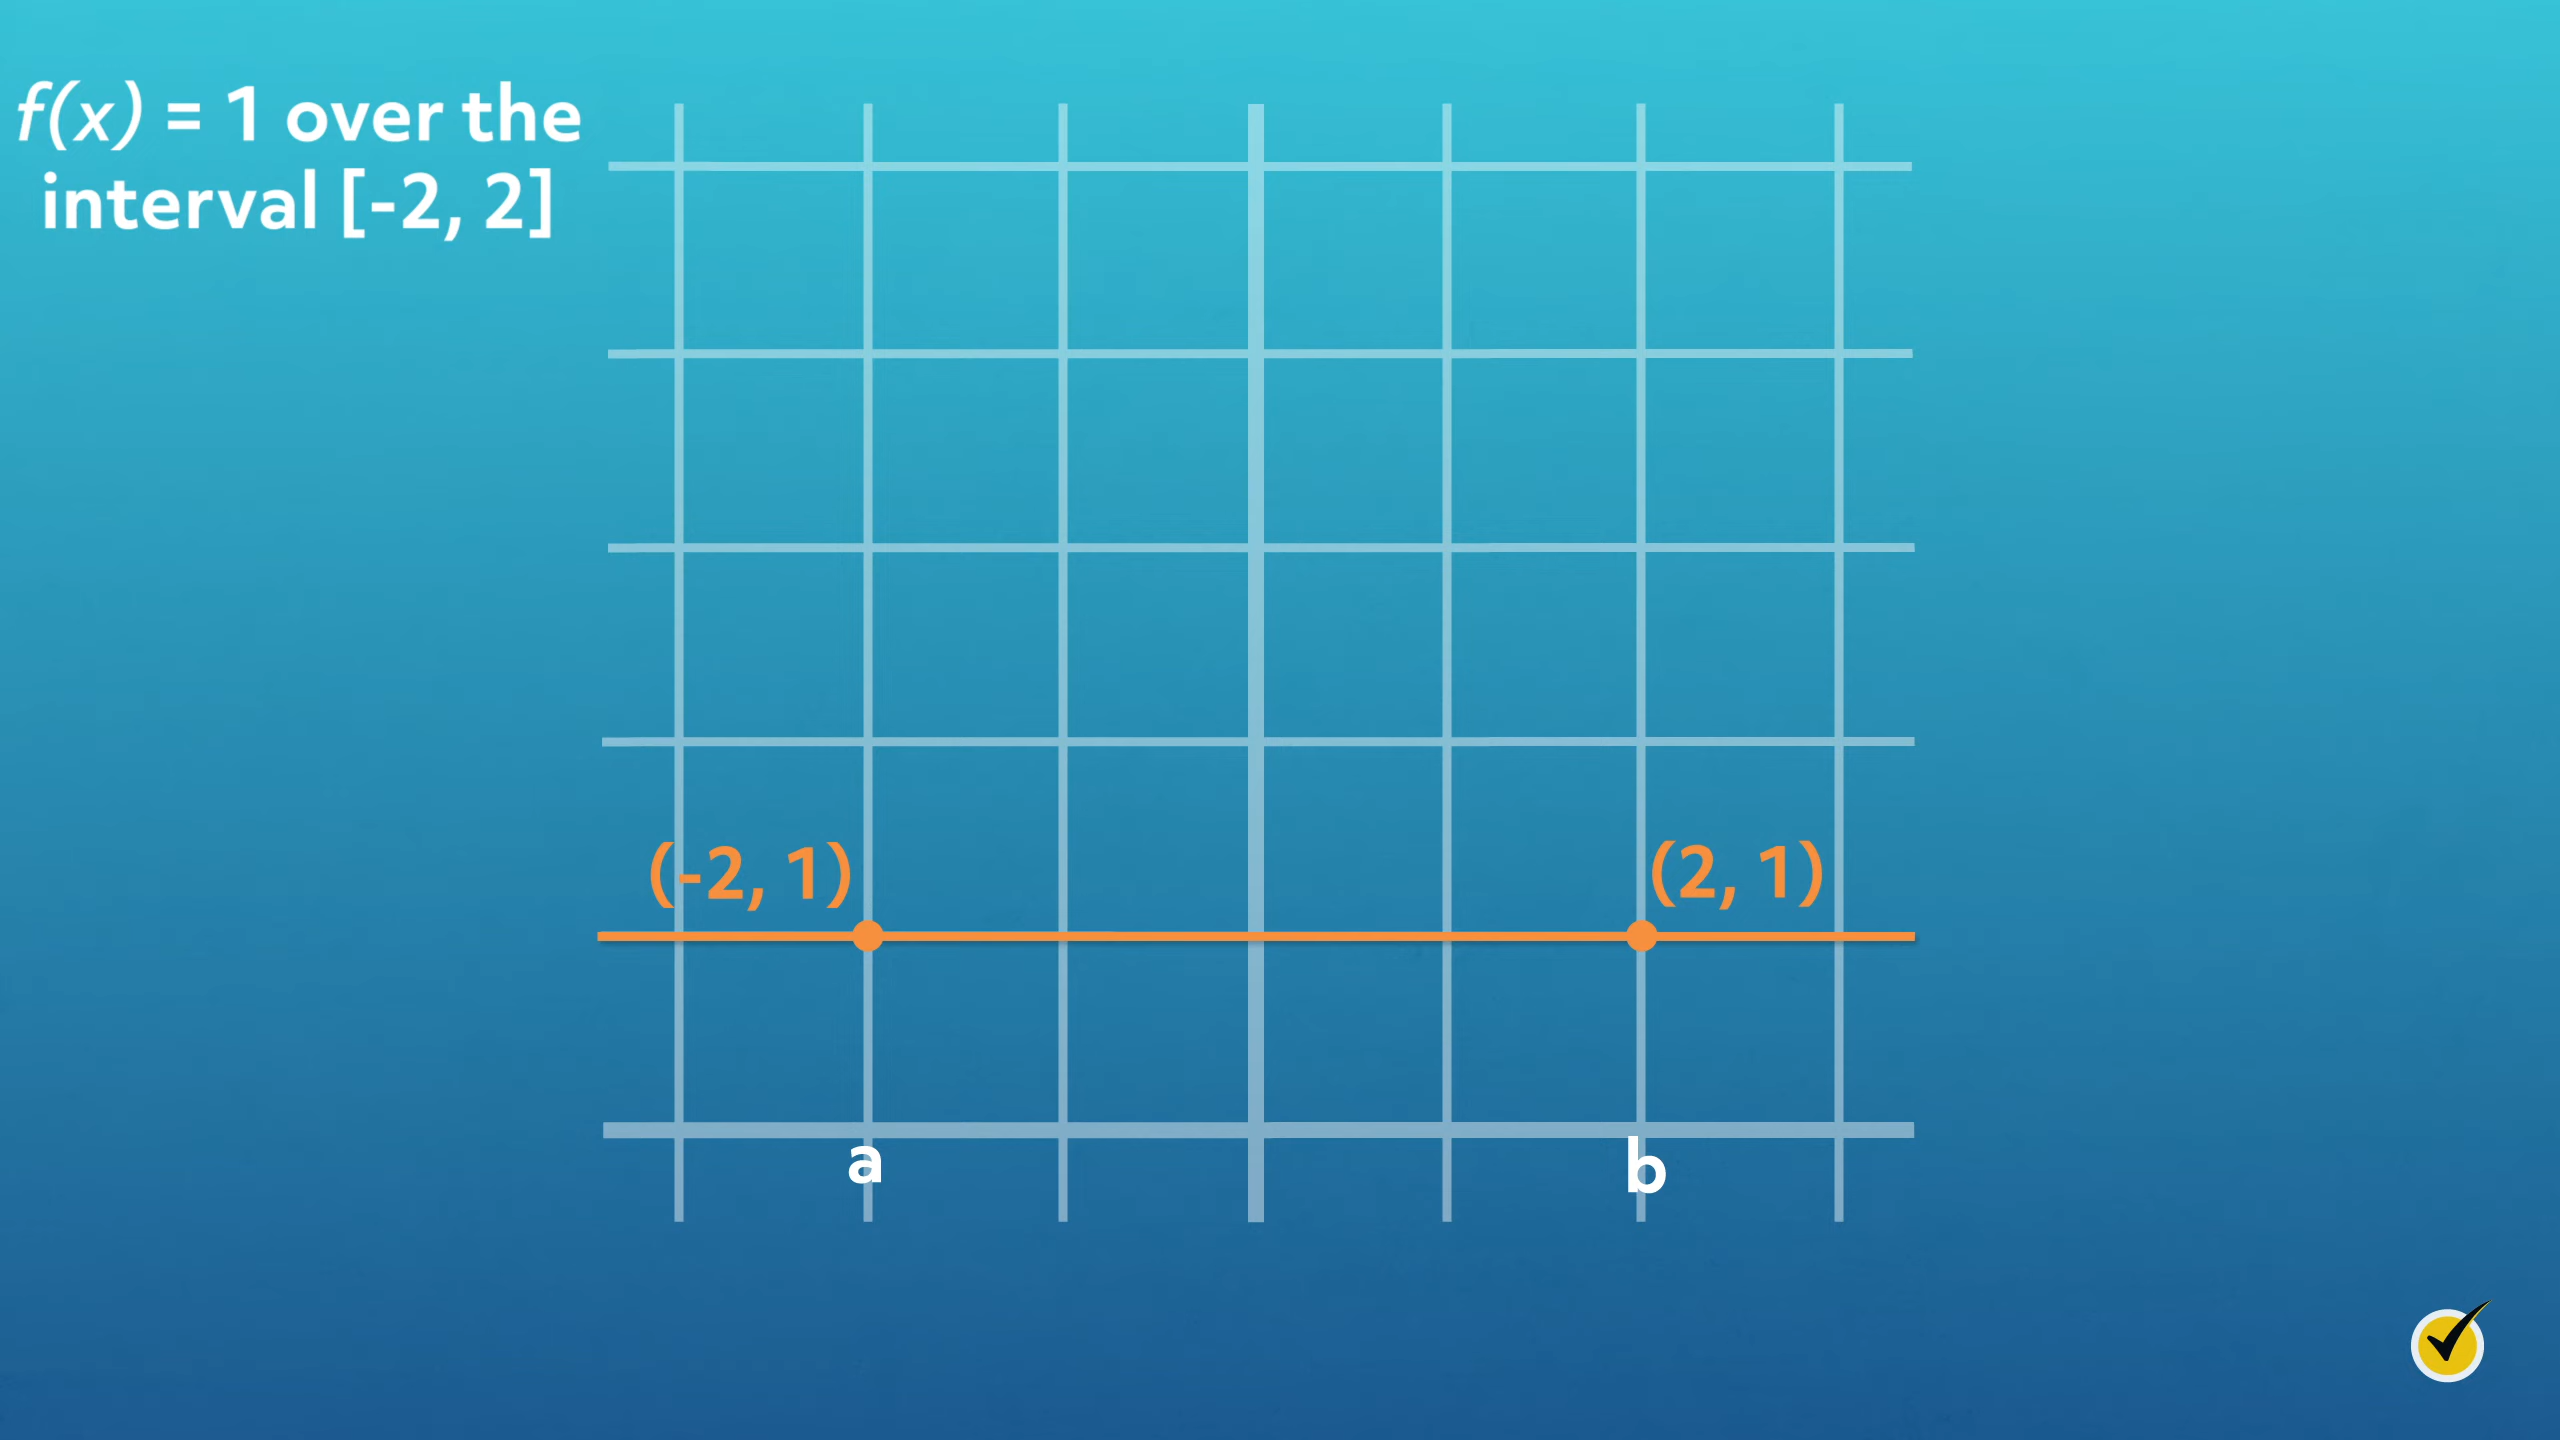 f(x) = 1 over the
interval [-2, 2]
(-2, 1)
(2, 1)
a
b